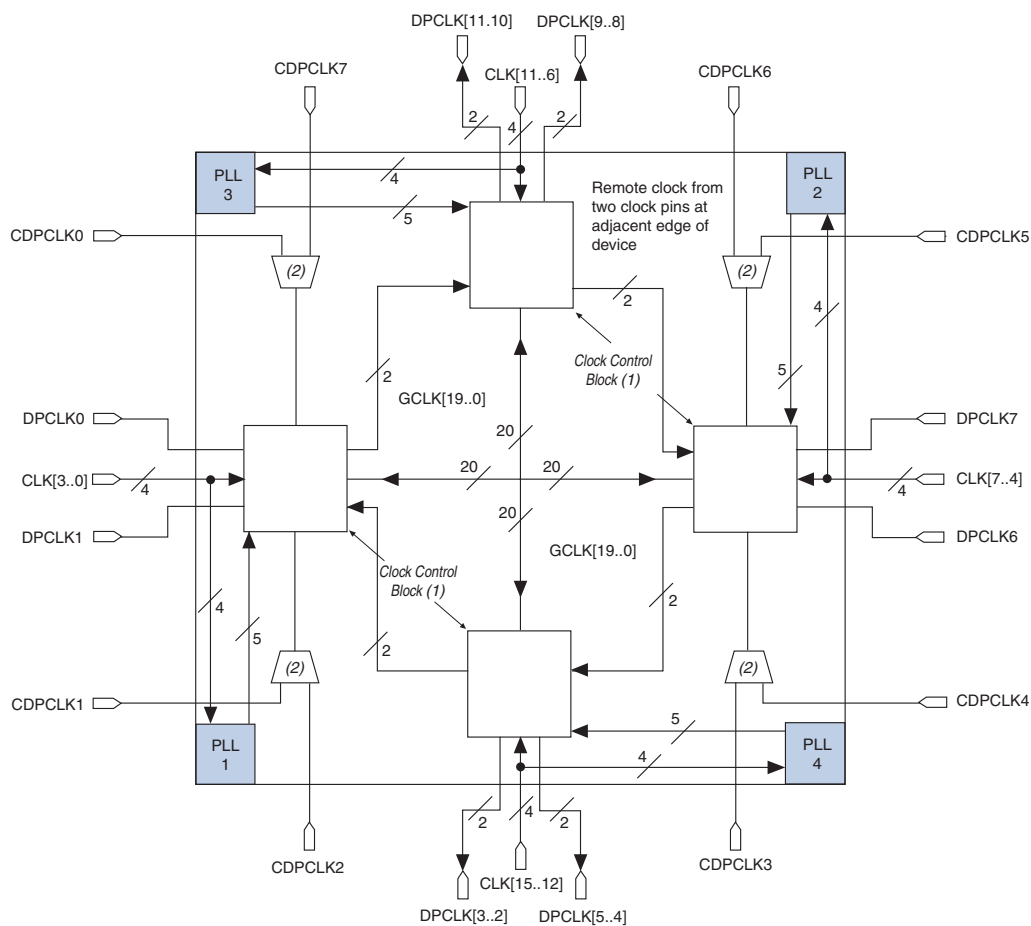 DPCLK[11.10]
DPCLK[9..8]
CDPCLK7
CLK[11..6]
CDPCLK6
2
4
2
PLL
3
4
5
Remote clock from
two clock pins at
adjacent edge of
device
PLL
2
CDPCLK0
(2)
(2)
CDPCLK5
2
4
Clock Control
Block (1)
2
5
GCLK[19..0]
DPCLK0
DPCLK7
20
CLK[3..0]
4
20
20
4
CLK[7..4]
20
DPCLK1
DPCLK6
GCLK[19..0]
Clock Control
Block (1)
4
5
2
2
(2)
(2)
CDPCLK1
CDPCLK4
5
4
PLL
1
PLL
4
2
4
2
CDPCLK2
CDPCLK3
CLK[15..12]
DPCLK[3..2]
DPCLK[5..4]